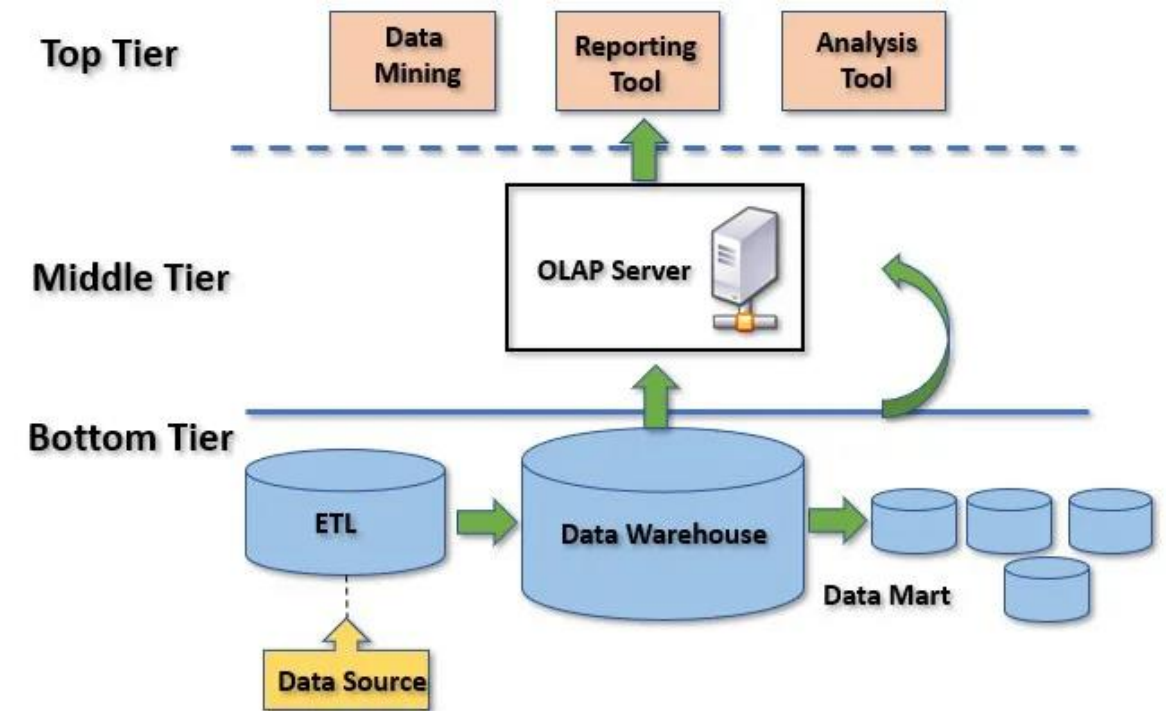 Top Tier
Data
Mining
Reporting
Tool
Analysis
Tool
Middle Tier
OLAP Server
Bottom Tier
ETL
Data Warehouse
Data Mart
Data Source